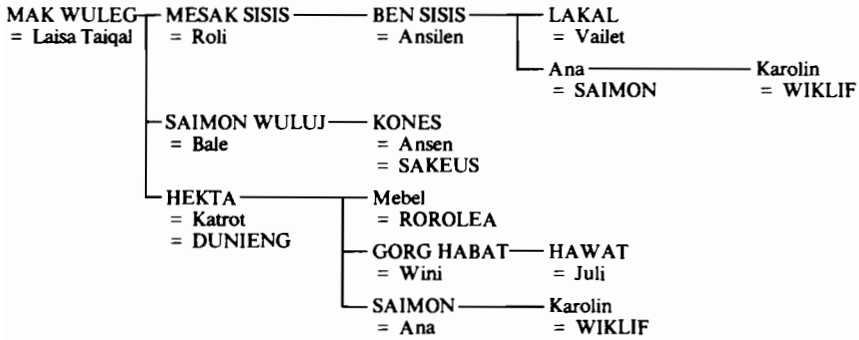 MAK WULEG MESAK SISIS BEN SISIS LAKAL
= Laisa Taiqal = Roli = Ansilen = Vailet
Ana Karolin
= SAIMON = WIKLIF
SAIMON WULUJ KONES
= Bale = Ansen
= SAKEUS
HEKTA Mebel
= Katrot = ROROLEA
= DUNIENG
GORG HABAT HAWAT
= Wini = Juli
SAIMON Karolin
= Ana = WIKLIF